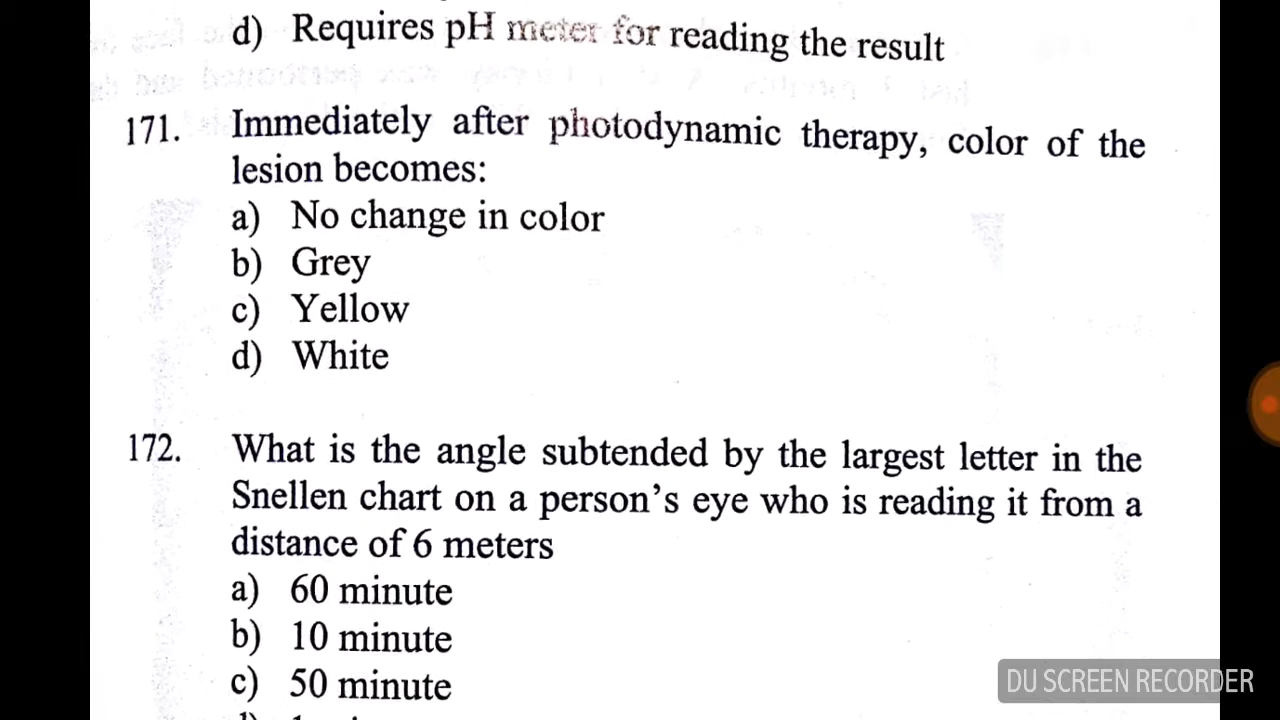 d) Requires pH meter for reading the result
171. Immediately after photodynamic therapy, color of the
lesion becomes:
a) No change in color
b) Grey
c) Yellow
d) White
172. What is the angle subtended by the largest letter in the
Snellen chart on a person's eye who is reading it from a
distance of 6 meters
a) 60 minute
b) 10 minute
c) 50 minute
DU SCREEN RECORDER